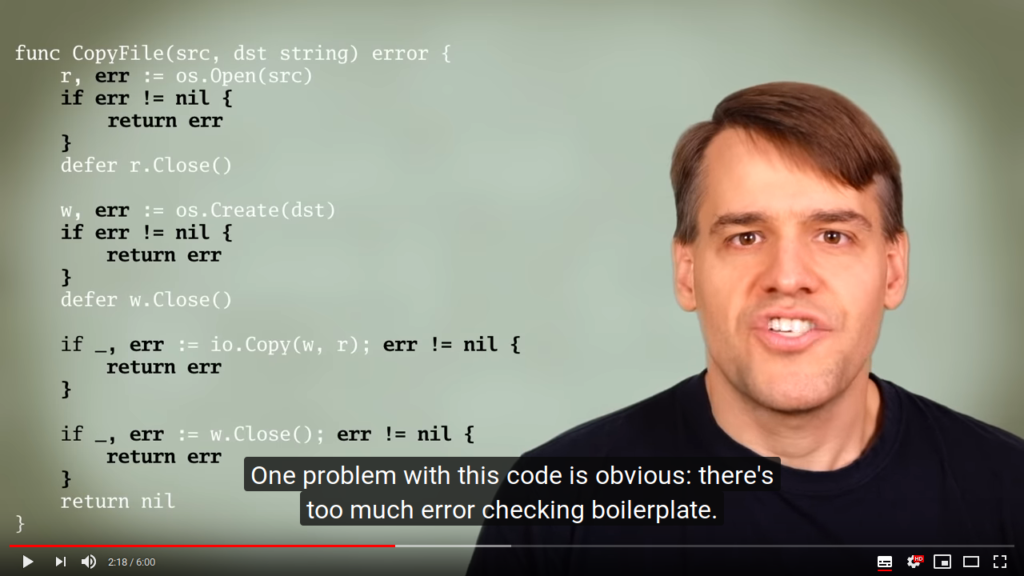 func CopyFile(src, dst string) error {
    r, err := os.Open(src)
    if err != nil {
        return err
    }
    defer r.Close()

    w, err := os.Create(dst)
    if err != nil {
        return err
    }
    defer w.Close()

    if _, err := io.Copy(w, r); err != nil {
        return err
    }

    if _, err := w.Close(); err != nil {
        return err
    }
    return nil
}
One problem with this code is obvious: there's
too much error checking boilerplate.
2:18 / 6:00
HD